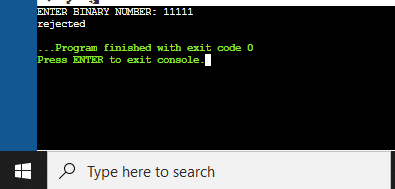 ENTER BINARY NUMBER: 11111
rejected
...Program finished with exit code 0
Press ENTER to exit console.
Type here to search